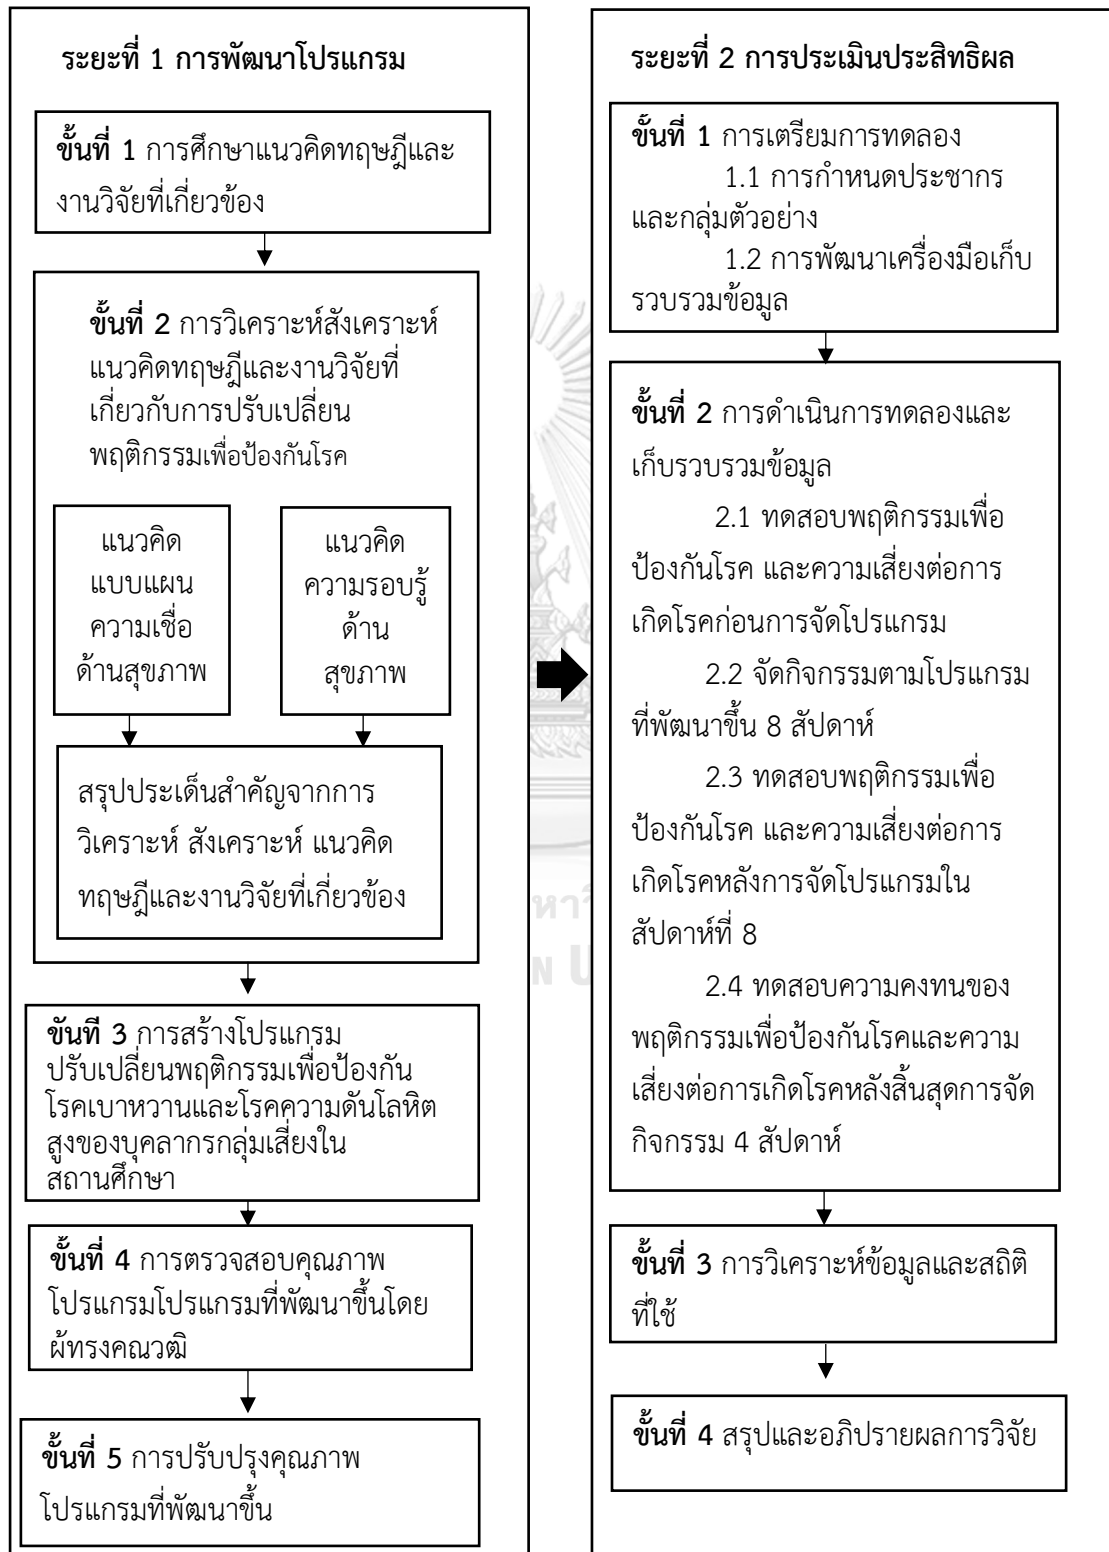 ระยะที่ 1 การพัฒนาโปรแกรม
ขั้นที่ 1 การศึกษาแนวคิดทฤษฎีและ
งานวิจัยที่เกี่ยวข้อง
ขั้นที่ 2 การวิเคราะห์สังเคราะห์
แนวคิดทฤษฎีและงานวิจัยที่
เกี่ยวกับการปรับเปลี่ยน
พฤติกรรมเพื่อป้องกันโรค
แนวคิด
แบบแผน
ความเชื่อ
ด้านสุขภาพ
แนวคิด
ความรอบรู้
ด้าน
สุขภาพ
สรุปประเด็นสำคัญจากการ
วิเคราะห์ สังเคราะห์ แนวคิด
ทฤษฎีและงานวิจัยที่เกี่ยวข้อง
ขั้นที่ 3 การสร้างโปรแกรม
ปรับเปลี่ยนพฤติกรรมเพื่อป้องกัน
โรคเบาหวานและโรคความดันโลหิต
สูงของบุคลากรกลุ่มเสี่ยงใน
สถานศึกษา
ขั้นที่ 4 การตรวจสอบคุณภาพ
โปรแกรมโปรแกรมที่พัฒนาขึ้นโดย
ผู้ทรงคุณวุฒิ
ขั้นที่ 5 การปรับปรุงคุณภาพ
โปรแกรมที่พัฒนาขึ้น
ระยะที่ 2 การประเมินประสิทธิผล
ขั้นที่ 1 การเตรียมการทดลอง
1.1 การกำหนดประชากร
และกลุ่มตัวอย่าง
1.2 การพัฒนาเครื่องมือเก็บ
รวบรวมข้อมูล
ขั้นที่ 2 การดำเนินการทดลองและ
เก็บรวบรวมข้อมูล
2.1 ทดสอบพฤติกรรมเพื่อ
ป้องกันโรค และความเสี่ยงต่อการ
เกิดโรคก่อนการจัดโปรแกรม
2.2 จัดกิจกรรมตามโปรแกรม
ที่พัฒนาขึ้น 8 สัปดาห์
2.3 ทดสอบพฤติกรรมเพื่อ
ป้องกันโรค และความเสี่ยงต่อการ
เกิดโรคหลังการจัดโปรแกรมใน
สัปดาห์ที่ 8
2.4 ทดสอบความคงทนของ
พฤติกรรมเพื่อป้องกันโรคและความ
เสี่ยงต่อการเกิดโรคหลังสิ้นสุดการจัด
กิจกรรม 4 สัปดาห์
ขั้นที่ 3 การวิเคราะห์ข้อมูลและสถิติ
ที่ใช้
ขั้นที่ 4 สรุปและอภิปรายผลการวิจัย